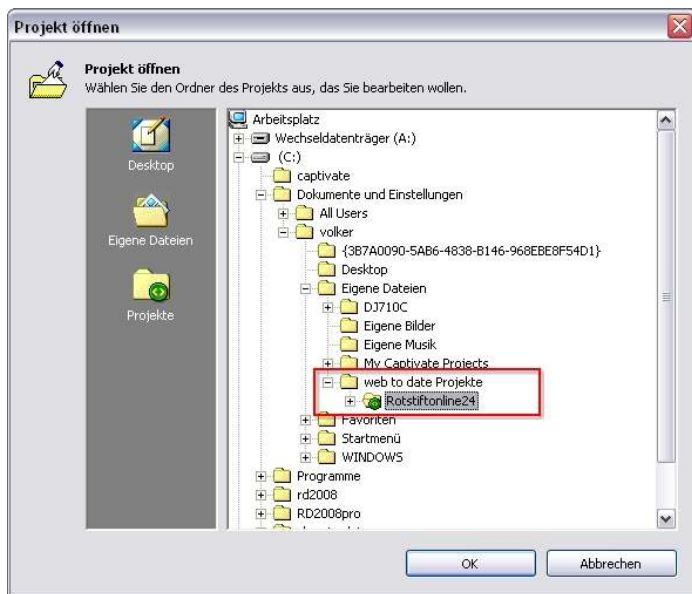 Projekt öffnen
Projekt öffnen
Wählen Sie den Ordner des Projekts aus, das Sie bearbeiten wollen.
Desktop
Eigene Dateien
Projekte
Arbeitsplatz
Wechseldatenträger (A:)
(C:)
captivate
Dokumente und Einstellungen
All Users
volker
{3B7A0090-5AB6-4838-B146-968EBE8F54D1}
Desktop
Eigene Dateien
DJ710C
Eigene Bilder
Eigene Musik
My Captivate Projects
web to date Projekte
Rotstiftonline24
Favoriten
Startmenü
WINDOWS
Programme
rd2008
RD2008pro
OK
Abbrechen